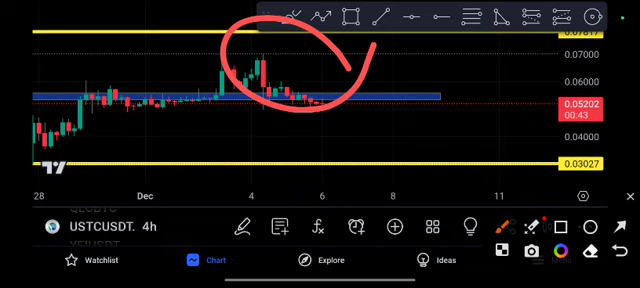 0.07817
0.07000
0.06000
0.05202
00:43
0.04000
0.03027
28 Dec 4 6 8 11
USTCUSDT. 4h
Watchlist Chart Explore Ideas